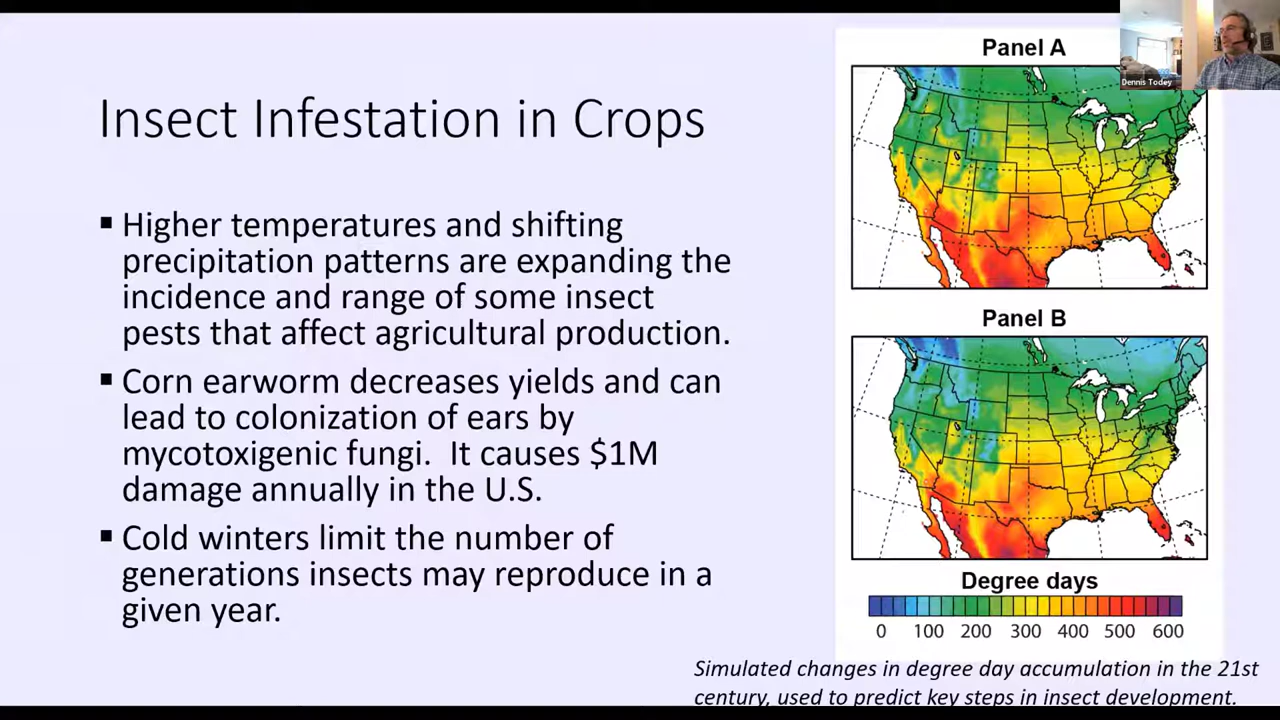 Insect Infestation in Crops
▪ Higher temperatures and shifting
precipitation patterns are expanding the
incidence and range of some insect
pests that affect agricultural production.
▪ Corn earworm decreases yields and can
lead to colonization of ears by
mycotoxigenic fungi.  It causes $1M
damage annually in the U.S.
▪ Cold winters limit the number of
generations insects may reproduce in a
given year.
Panel A
Dennis Todey
Panel B
Degree days
0 100 200 300 400 500 600
Simulated changes in degree day accumulation in the 21st
century, used to predict key steps in insect development.